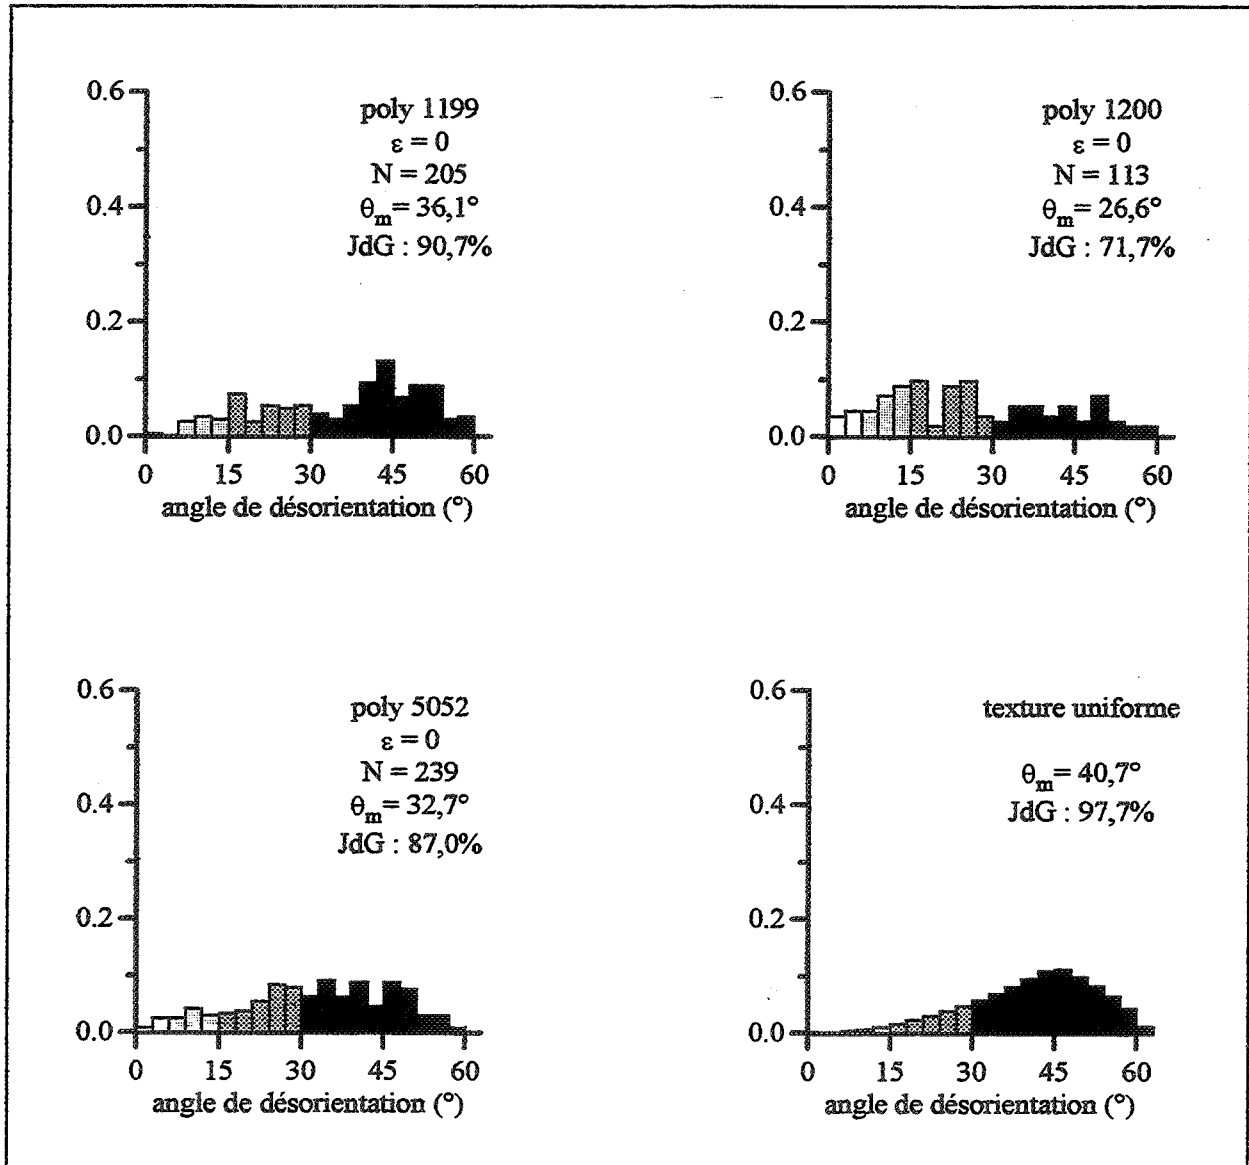 0.6
poly 1199
ε = 0
N = 205
0.4
θm = 36,1°
JdG : 90,7%
0.2
0.0
0 15 30 45 60
angle de désorientation (°)
0.6
poly 1200
ε = 0
N = 113
0.4
θm = 26,6°
JdG : 71,7%
0.2
0.0
0 15 30 45 60
angle de désorientation (°)
0.6
poly 5052
ε = 0
N = 239
0.4
θm = 32,7°
JdG : 87,0%
0.2
0.0
0 15 30 45 60
angle de désorientation (°)
0.6
texture uniforme
θm = 40,7°
0.4
JdG : 97,7%
0.2
0.0
0 15 30 45 60
angle de désorientation (°)